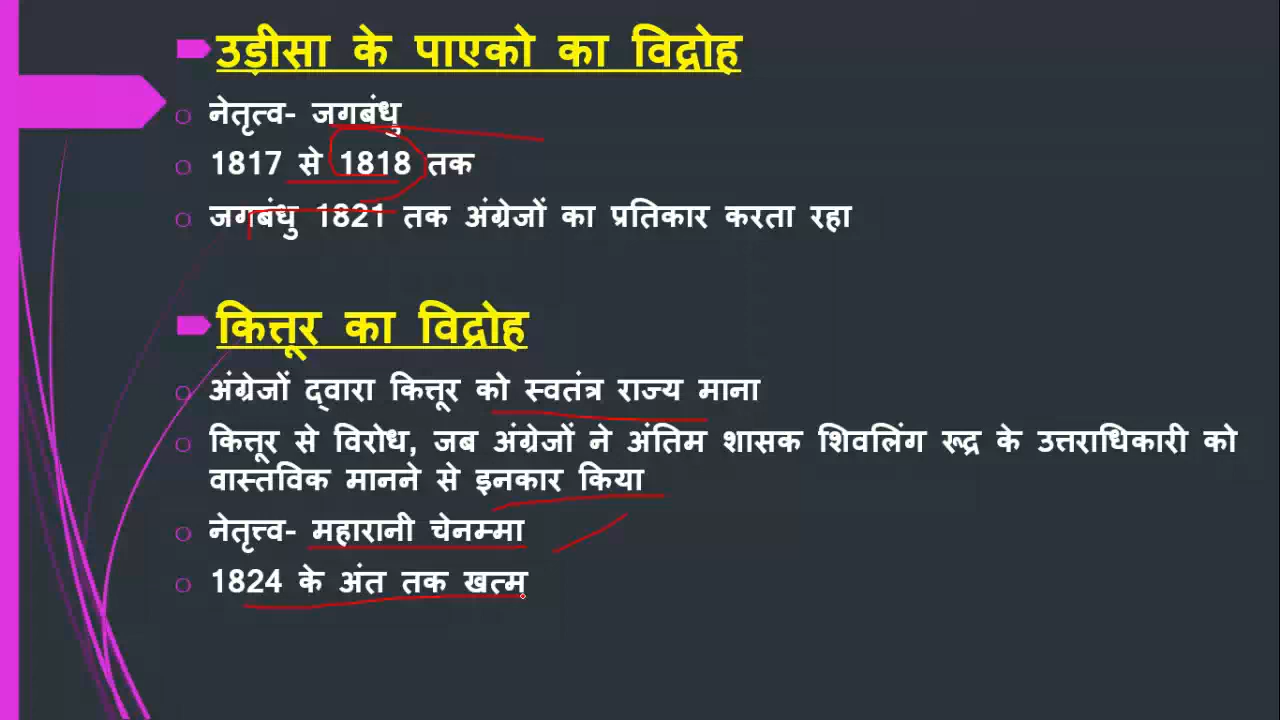 उड़ीसा के पाएको का विद्रोह
नेतृत्व- जगबंधु
1817 से 1818 तक
जगबंधु 1821 तक अंग्रेजों का प्रतिकार करता रहा
कित्तूर का विद्रोह
अंग्रेजों द्वारा कित्तूर को स्वतंत्र राज्य माना
कित्तूर से विरोध, जब अंग्रेजों ने अंतिम शासक शिवलिंग रूद्र के उत्तराधिकारी को
वास्तविक मानने से इनकार किया
नेतृत्त्व- महारानी चेनम्मा
1824 के अंत तक खत्म